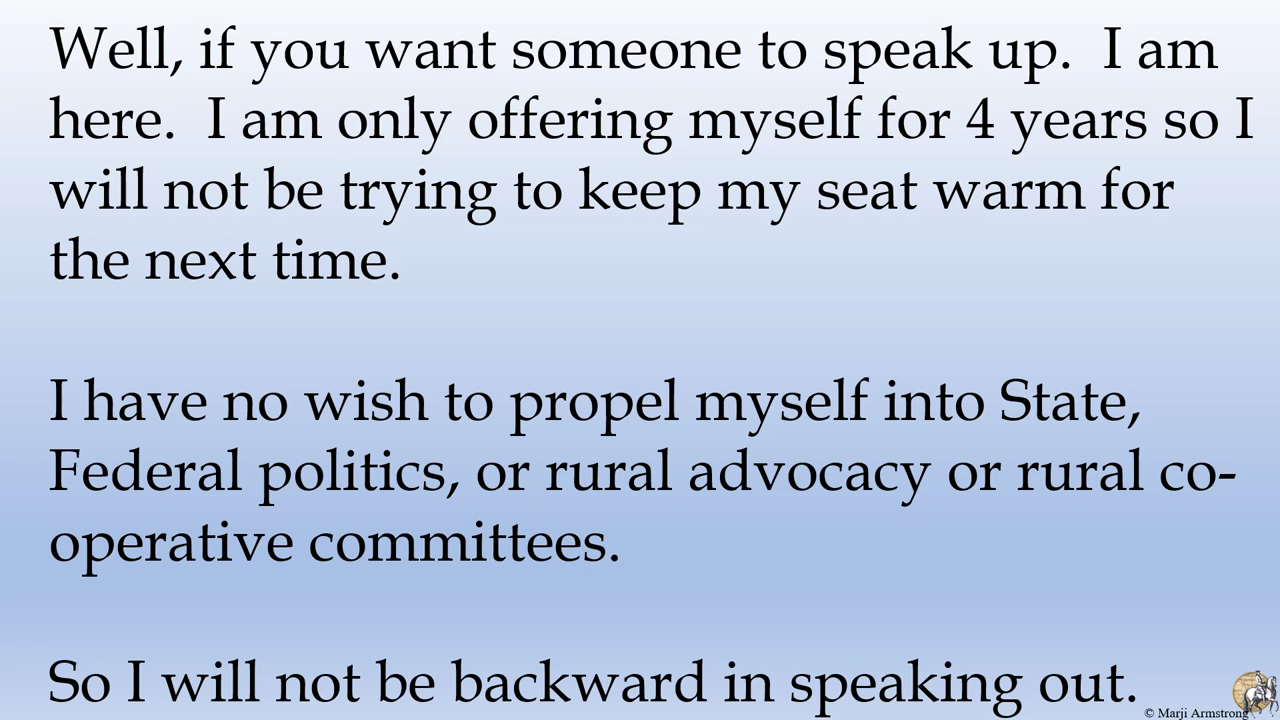 Well, if you want someone to speak up.  I am
here.  I am only offering myself for 4 years so I
will not be trying to keep my seat warm for
the next time.
I have no wish to propel myself into State,
Federal politics, or rural advocacy or rural co-
operative committees.
So I will not be backward in speaking out.
© Marji Armstrong